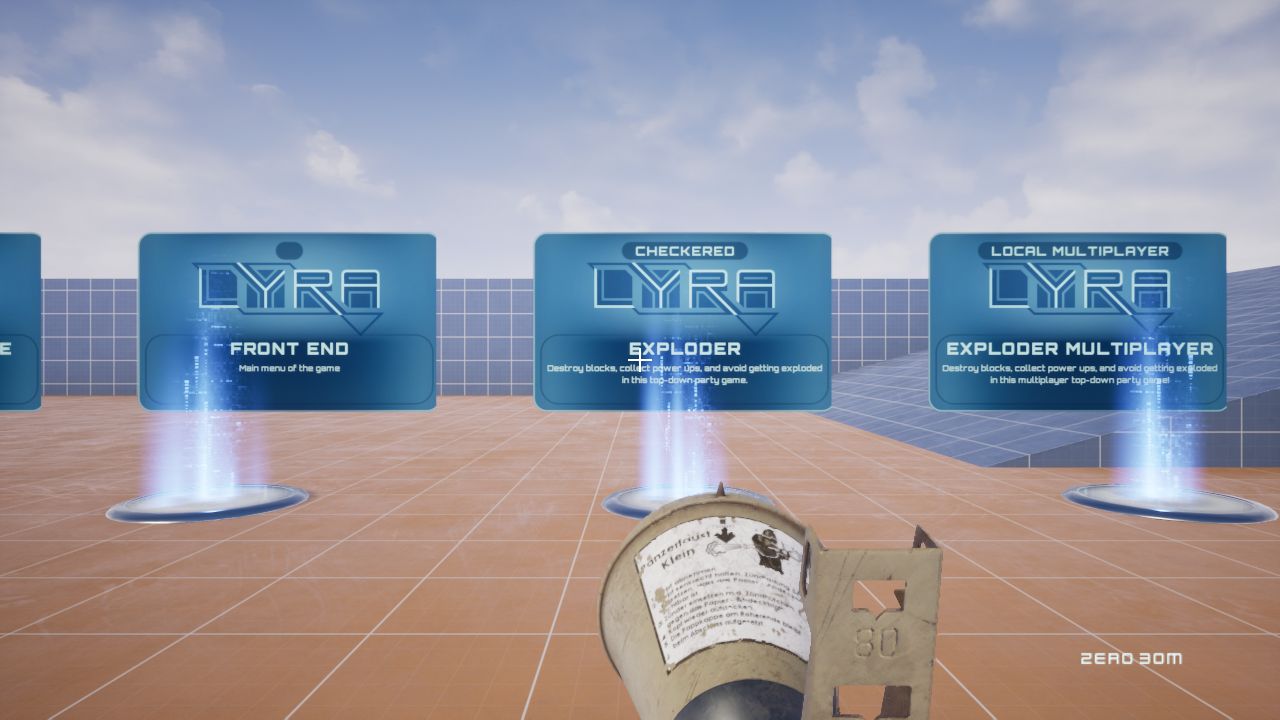 E
LYRA
FRONT END
Main menu of the game
CHECKERED
LYRA
EXPLODER
Destroy blocks, collect power ups, and avoid getting exploded
in this top-down party game.
LOCAL MULTIPLAYER
LYRA
EXPLODER MULTIPLAYER
Destroy blocks, collect power ups, and avoid getting exploded
in this multiplayer top-down party game!
Panzerfaust
Klein
80
ZERO 30M